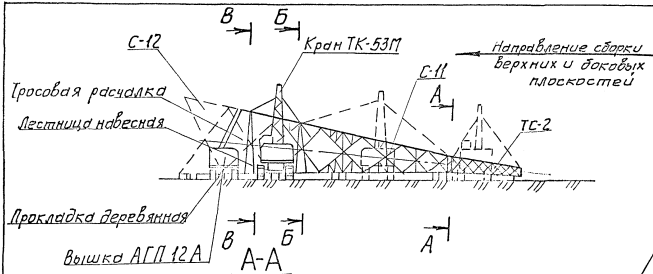 В Б
С-12
Кран ТК-53М
Направление сборки
верхних и боковых
плоскостей
С-11
А
Тросовая расчалка
Лестница навесная
ТС-2
Прокладка деревянная
Вышка АГП 12А
В Б А
А-А